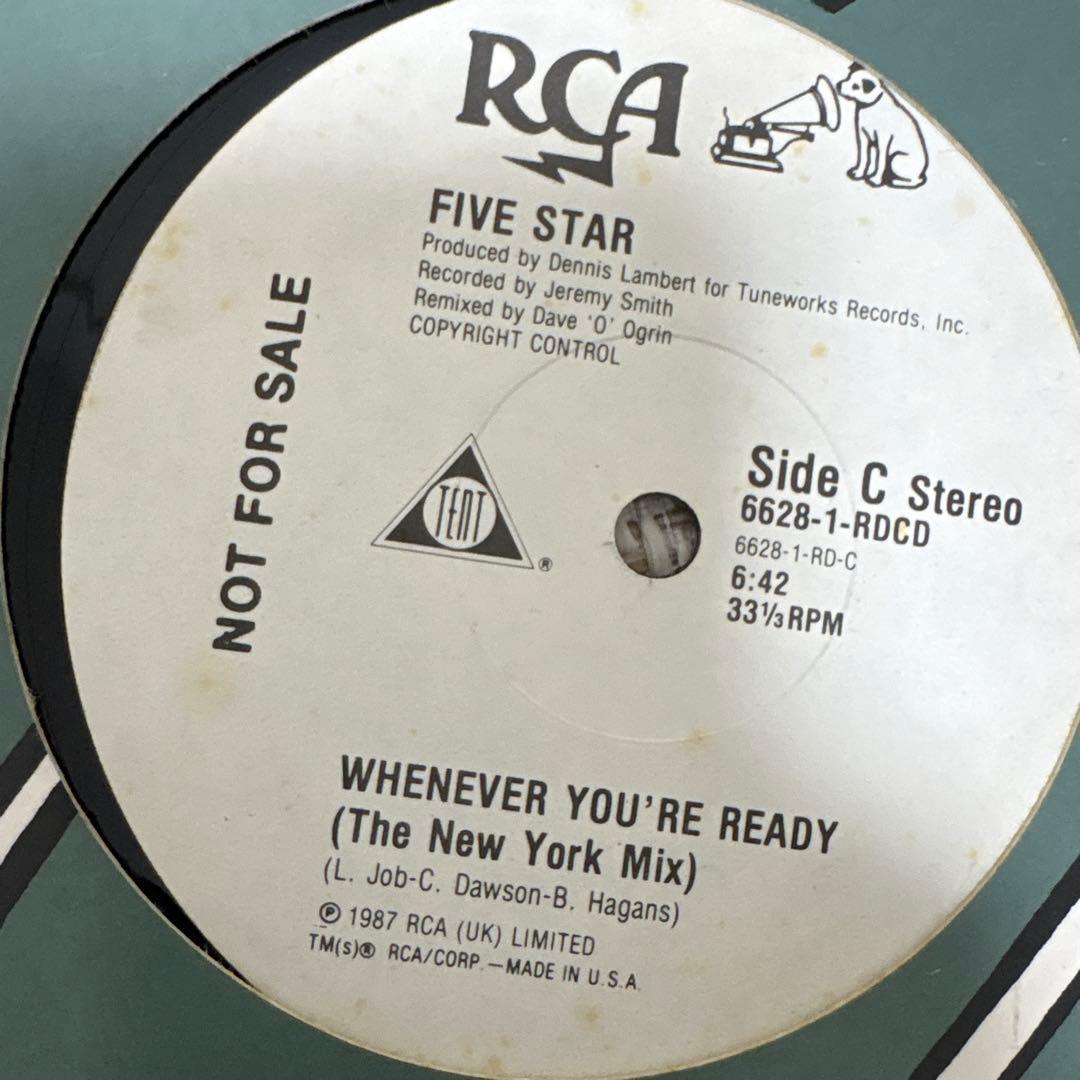 RCA
FIVE STAR
Produced by Dennis Lambert for Tuneworks Records, Inc.
Recorded by Jeremy Smith
Remixed by Dave 'O' Ogrin
COPYRIGHT CONTROL
NOT FOR SALE
TENT
®
Side C Stereo
6628-1-RDCD
6628-1-RD-C
6:42
33⅓ RPM
WHENEVER YOU'RE READY
(The New York Mix)
(L. Job-C. Dawson-B. Hagans)
℗ 1987 RCA (UK) LIMITED
TM(s)® RCA/CORP.—MADE IN U.S.A.